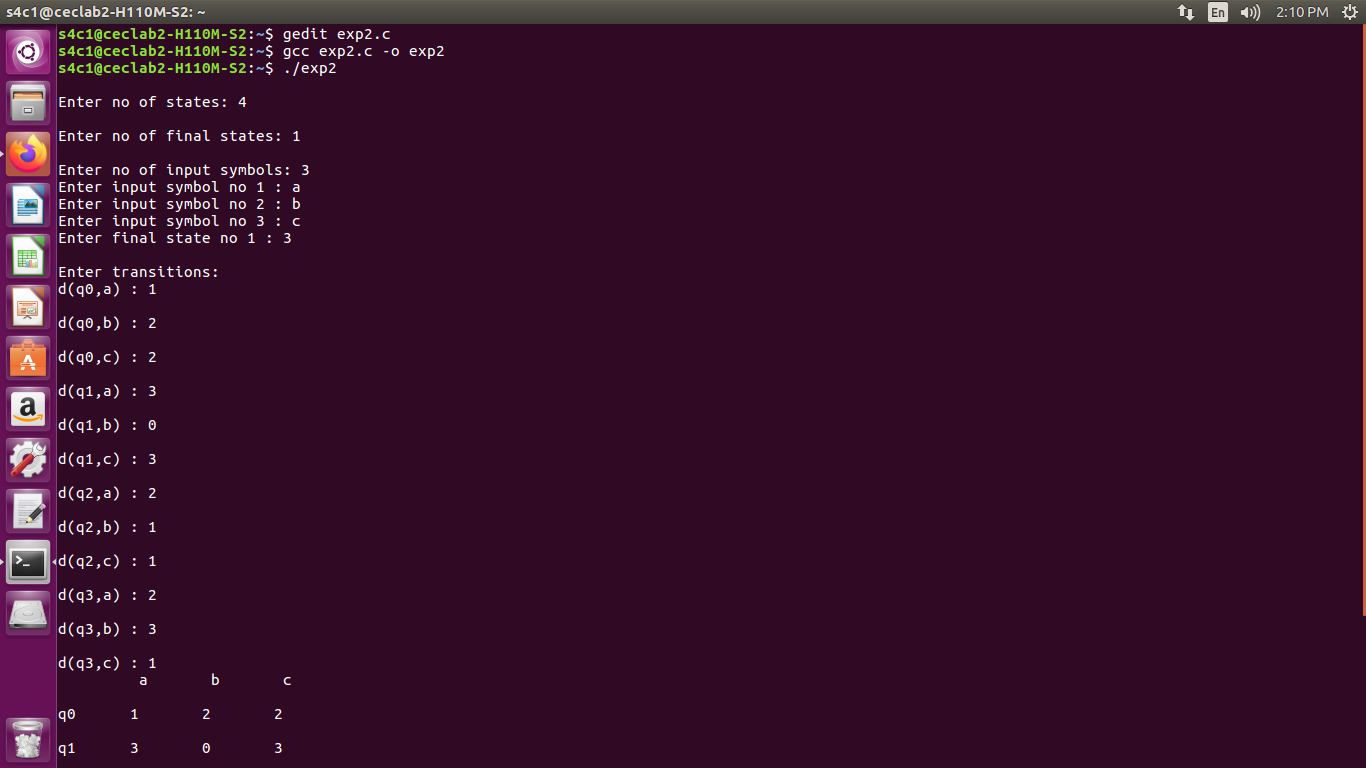 s4c1@ceclab2-H110M-S2: ~
En
2:10 PM
s4c1@ceclab2-H110M-S2:~$ gedit exp2.c
s4c1@ceclab2-H110M-S2:~$ gcc exp2.c -o exp2
s4c1@ceclab2-H110M-S2:~$ ./exp2
Enter no of states: 4
Enter no of final states: 1
Enter no of input symbols: 3
Enter input symbol no 1 : a
Enter input symbol no 2 : b
Enter input symbol no 3 : c
Enter final state no 1 : 3
Enter transitions:
d(q0,a) : 1
d(q0,b) : 2
d(q0,c) : 2
d(q1,a) : 3
d(q1,b) : 0
d(q1,c) : 3
d(q2,a) : 2
d(q2,b) : 1
d(q2,c) : 1
d(q3,a) : 2
d(q3,b) : 3
d(q3,c) : 1
a b c
q0 1 2 2
q1 3 0 3